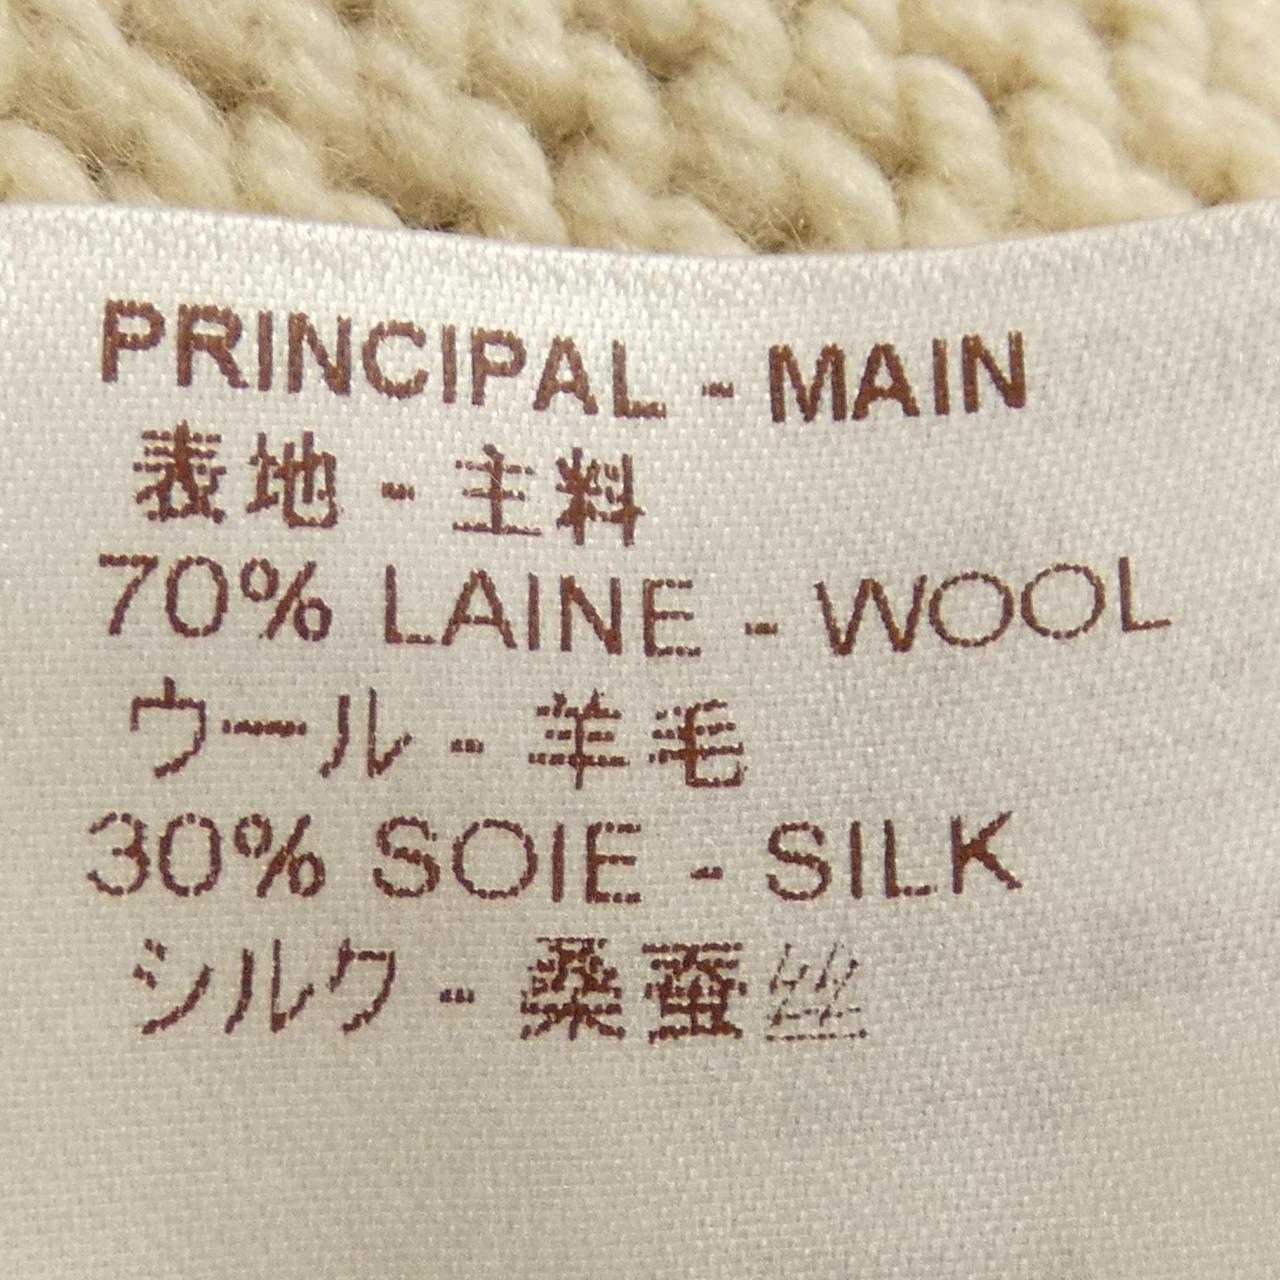 PRINCIPAL - MAIN
表地 - 主料
70% LAINE - WOOL
ウール - 羊毛
30% SOIE - SILK
シルク - 桑蚕丝